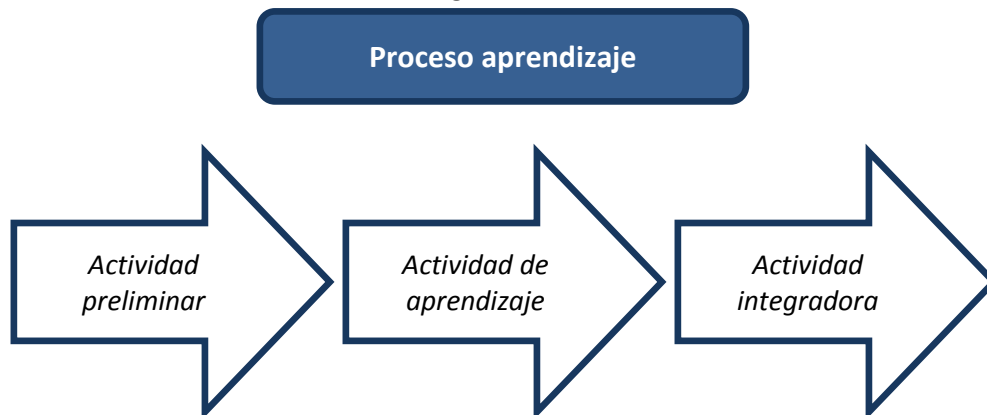 Proceso aprendizaje
Actividad
preliminar
Actividad de
aprendizaje
Actividad
integradora